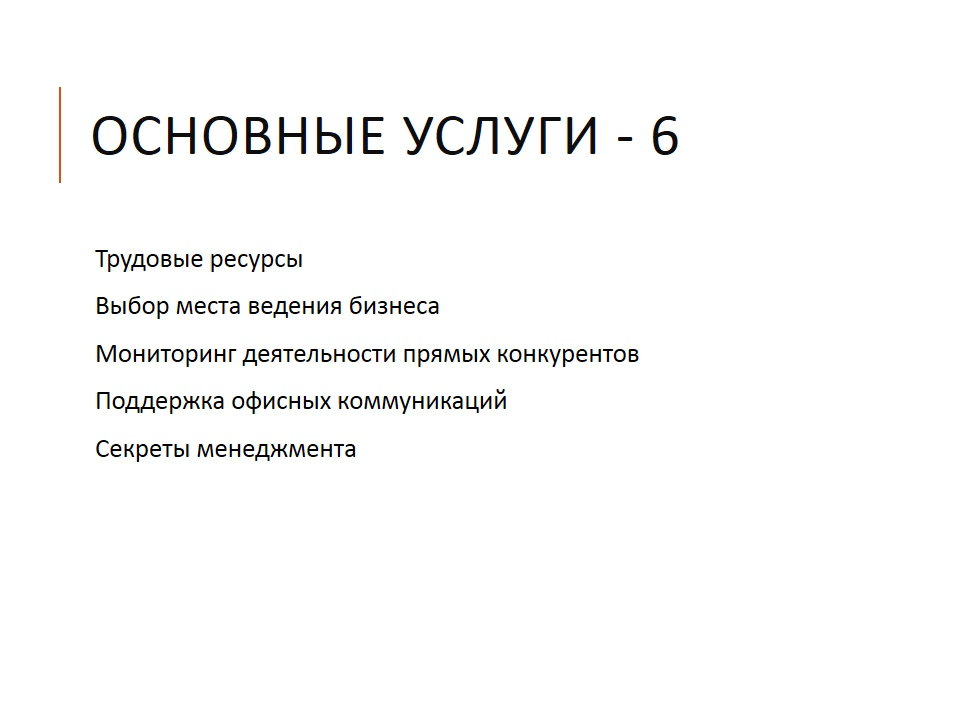 ОСНОВНЫЕ УСЛУГИ - 6
Трудовые ресурсы
Выбор места ведения бизнеса
Мониторинг деятельности прямых конкурентов
Поддержка офисных коммуникаций
Секреты менеджмента